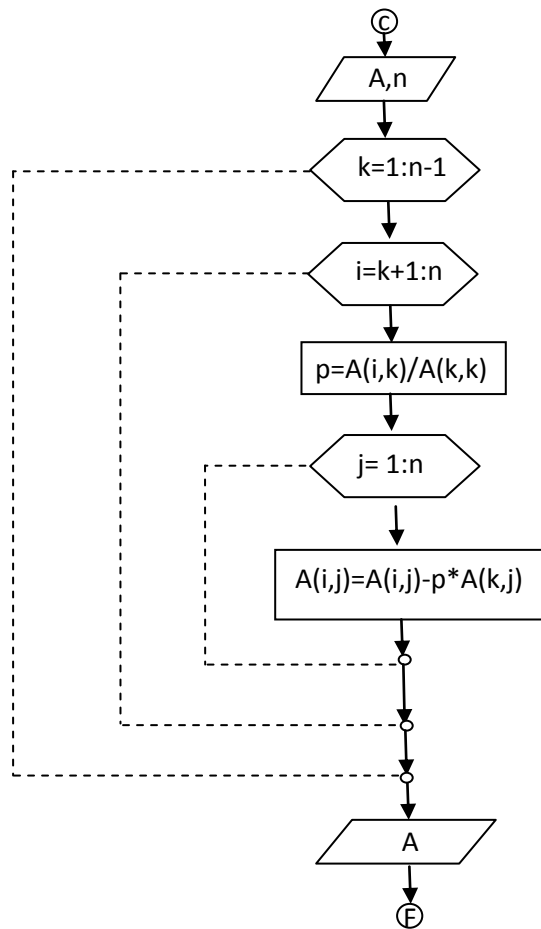 c
A,n
k=1:n-1
i=k+1:n
p=A(i,k)/A(k,k)
j= 1:n
A(i,j)=A(i,j)-p*A(k,j)
A
F